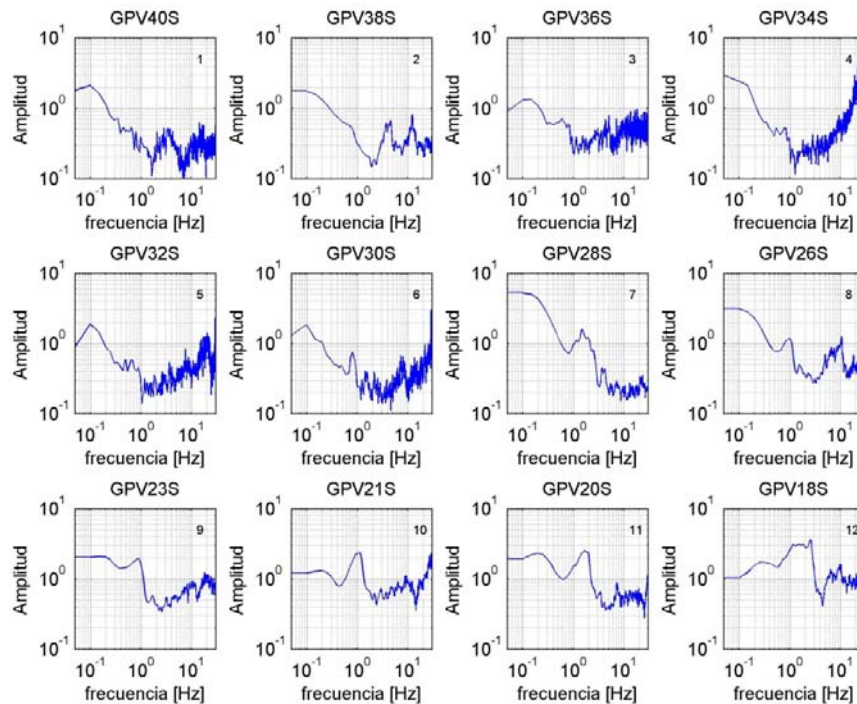 GPV40S GPV38S GPV36S GPV34S
10^1 10^1 10^1 10^1
1 2 3 4
Amplitud Amplitud Amplitud Amplitud
10^0 10^0 10^0 10^0
10^-1 10^-1 10^-1 10^-1
10^-1 10^0 10^1 10^-1 10^0 10^1 10^-1 10^0 10^1 10^-1 10^0 10^1
frecuencia [Hz] frecuencia [Hz] frecuencia [Hz] frecuencia [Hz]
GPV32S GPV30S GPV28S GPV26S
10^1 10^1 10^1 10^1
5 6 7 8
Amplitud Amplitud Amplitud Amplitud
10^0 10^0 10^0 10^0
10^-1 10^-1 10^-1 10^-1
10^-1 10^0 10^1 10^-1 10^0 10^1 10^-1 10^0 10^1 10^-1 10^0 10^1
frecuencia [Hz] frecuencia [Hz] frecuencia [Hz] frecuencia [Hz]
GPV23S GPV21S GPV20S GPV18S
10^1 10^1 10^1 10^1
9 10 11 12
Amplitud Amplitud Amplitud Amplitud
10^0 10^0 10^0 10^0
10^-1 10^-1 10^-1 10^-1
10^-1 10^0 10^1 10^-1 10^0 10^1 10^-1 10^0 10^1 10^-1 10^0 10^1
frecuencia [Hz] frecuencia [Hz] frecuencia [Hz] frecuencia [Hz]